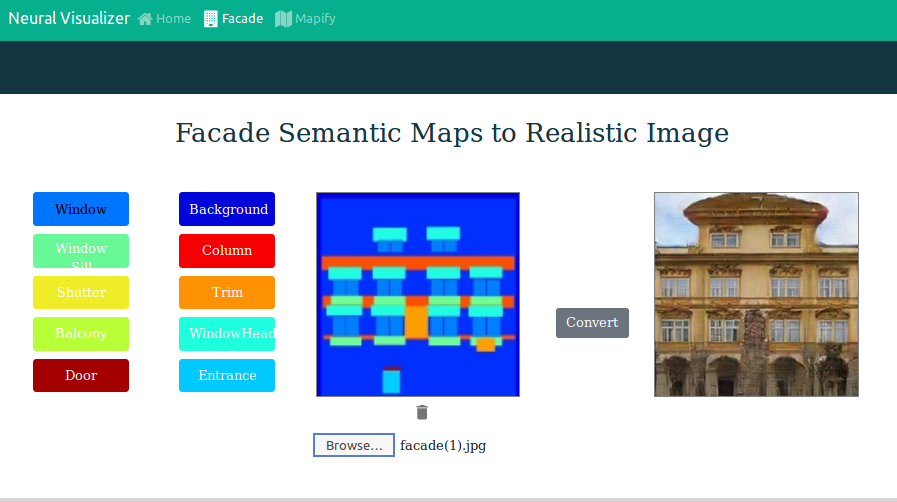 Neural Visualizer Home Facade Mapify
Facade Semantic Maps to Realistic Image
Window
Background
Window
Sill
Column
Shutter
Trim
Balcony
WindowHead
Door
Entrance
Convert
Browse...
facade(1).jpg